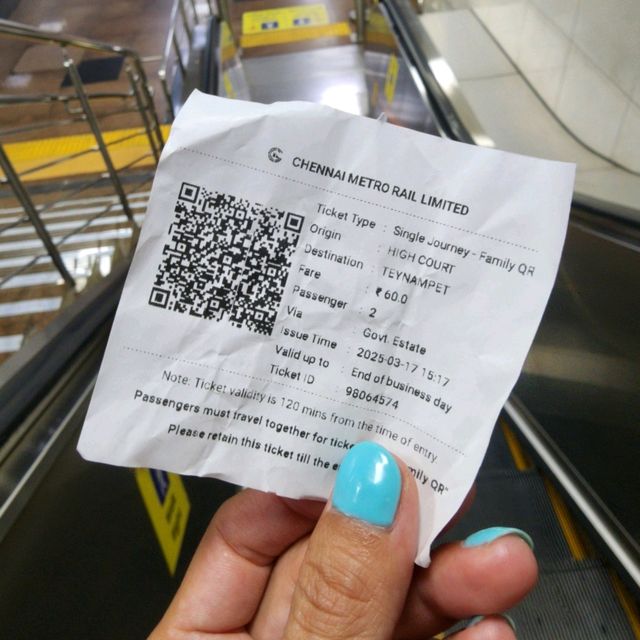 CHENNAI METRO RAIL LIMITED
Ticket Type : Single Journey - Family QR
Origin : HIGH COURT
Destination : TEYNAMPET
Fare : ₹ 60.0
Passenger : 2
Via : Govt. Estate
Issue Time : 2025-03-17 15:17
Valid up to : End of business day
Ticket ID : 98064574
Note: Ticket validity is 120 mins from the time of entry.
Passengers must travel together for
Please retain this ticket till the